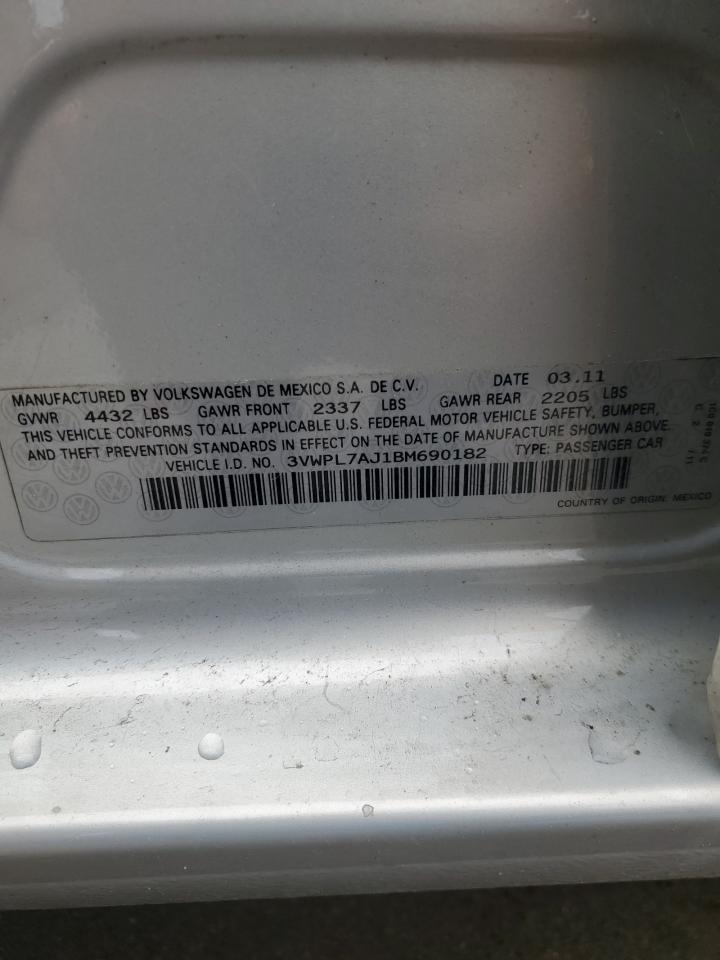 MANUFACTURED BY VOLKSWAGEN DE MEXICO S.A. DE C.V. DATE 03.11
GVWR 4432 LBS GAWR FRONT 2337 LBS GAWR REAR 2205 LBS
THIS VEHICLE CONFORMS TO ALL APPLICABLE U.S. FEDERAL MOTOR VEHICLE SAFETY, BUMPER,
AND THEFT PREVENTION STANDARDS IN EFFECT ON THE DATE OF MANUFACTURE SHOWN ABOVE.
VEHICLE I.D. NO. 3VWPL7AJ1BM690182 TYPE: PASSENGER CAR
COUNTRY OF ORIGIN: MEXICO